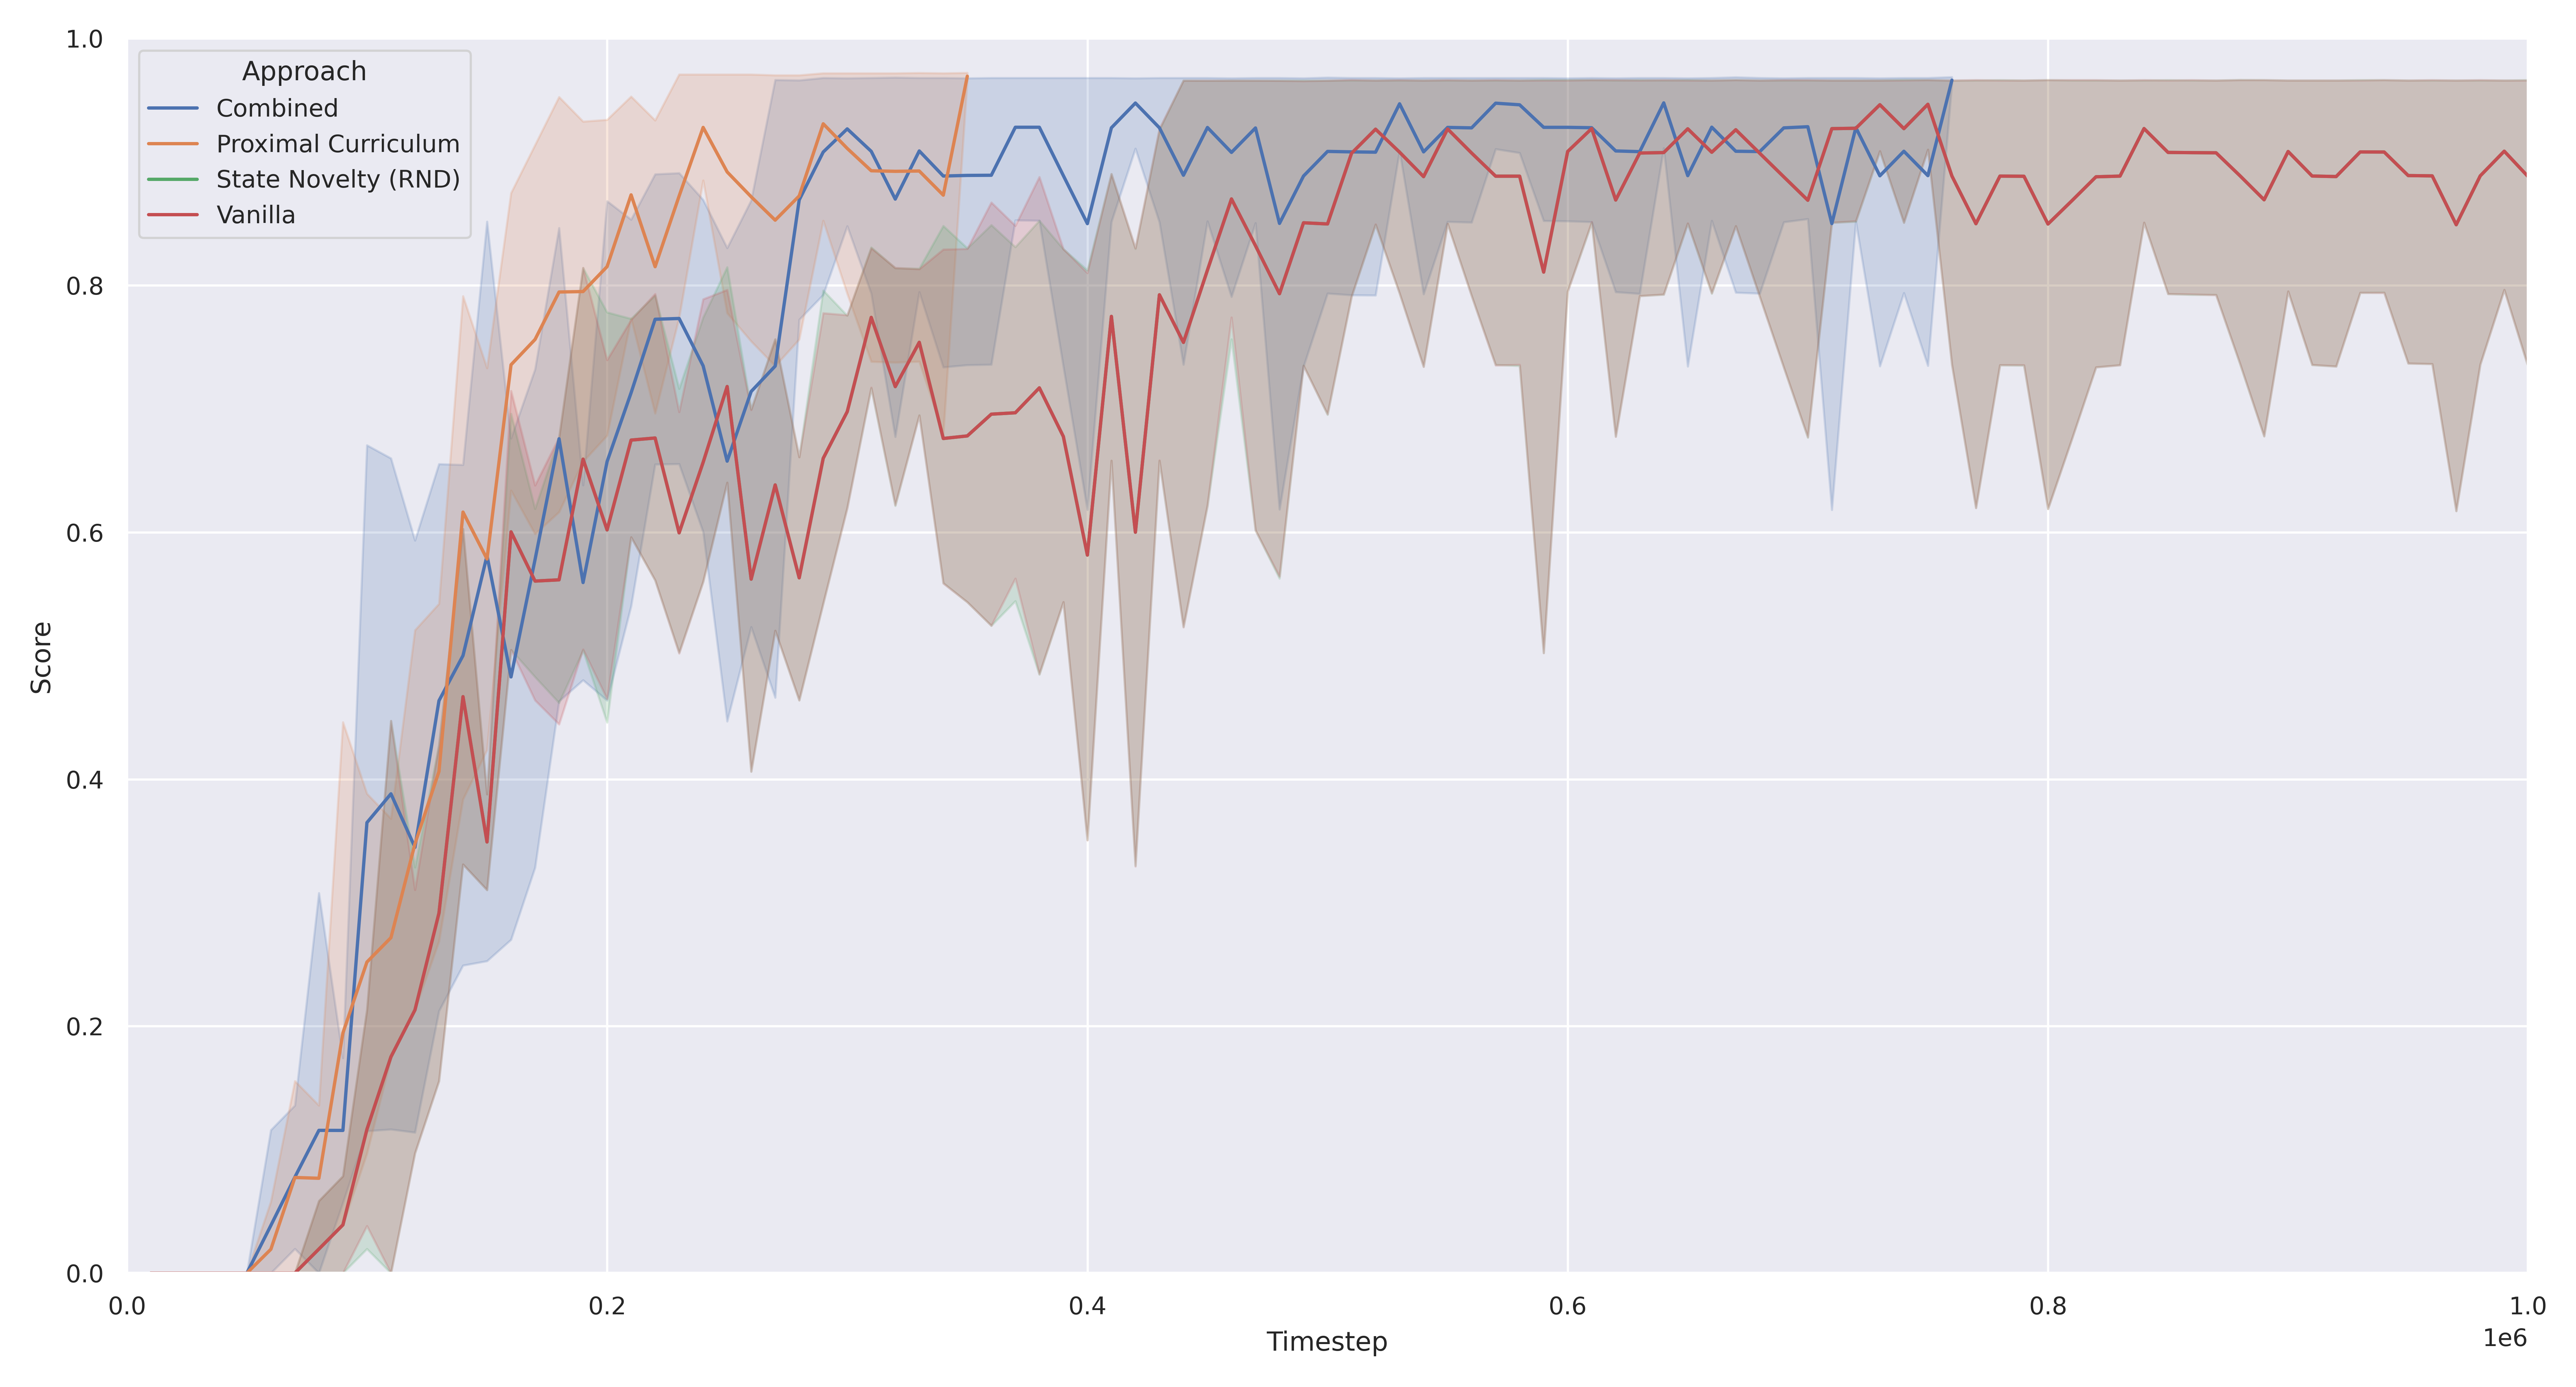 1.0
Approach
Combined
Proximal Curriculum
State Novelty (RND)
Vanilla
0.8
0.6
Score
0.4
0.2
0.0
0.0 0.2 0.4 0.6 0.8 1.0
Timestep
1e6